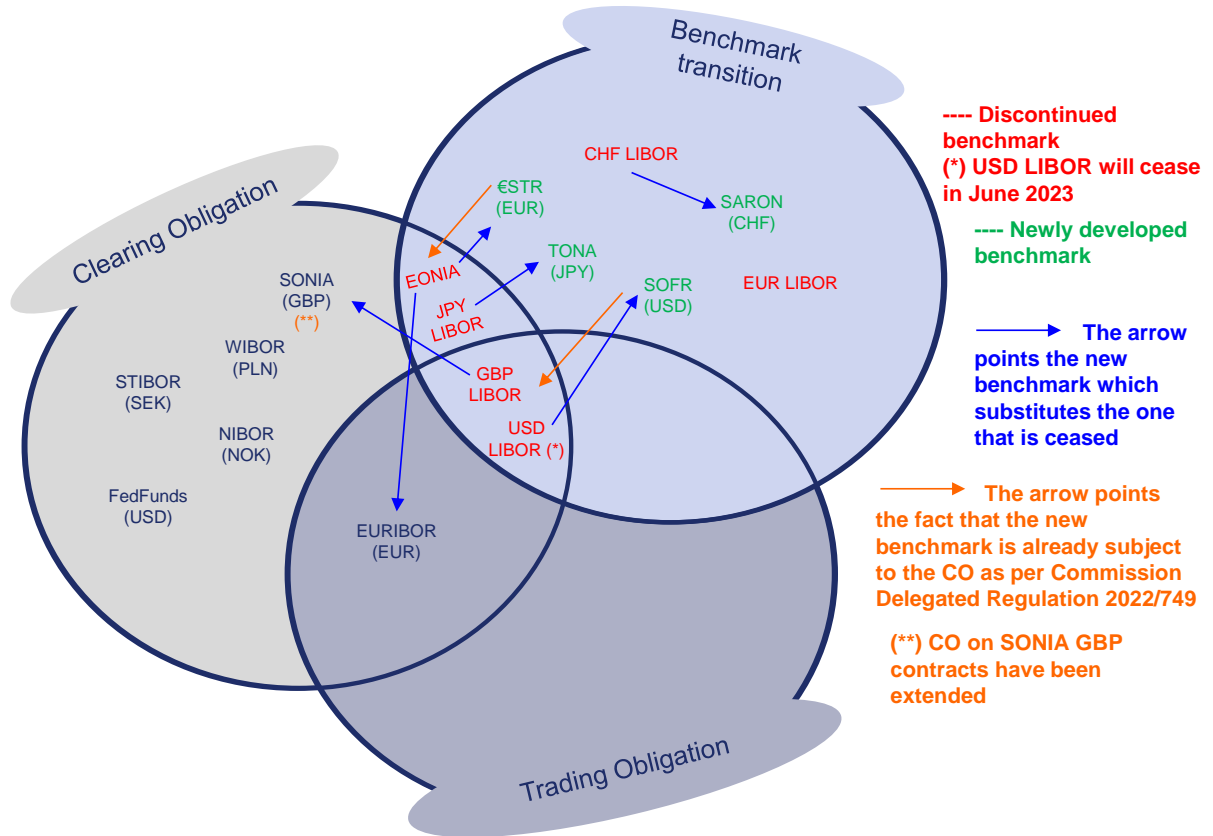 Benchmark
transition
Clearing Obligation
CHF LIBOR
€STR
(EUR)
SARON
(CHF)
TONA
(JPY)
EONIA
SONIA
(GBP)
(**)
SOFR
(USD)
EUR LIBOR
JPY
LIBOR
WIBOR
(PLN)
STIBOR
(SEK)
GBP
LIBOR
NIBOR
(NOK)
USD
LIBOR (*)
FedFunds
(USD)
EURIBOR
(EUR)
Trading Obligation
---- Discontinued
benchmark
(*) USD LIBOR will cease
in June 2023
---- Newly developed
benchmark
The arrow
points the new
benchmark which
substitutes the one
that is ceased
The arrow points
the fact that the new
benchmark is already subject
to the CO as per Commission
Delegated Regulation 2022/749
(**) CO on SONIA GBP
contracts have been
extended